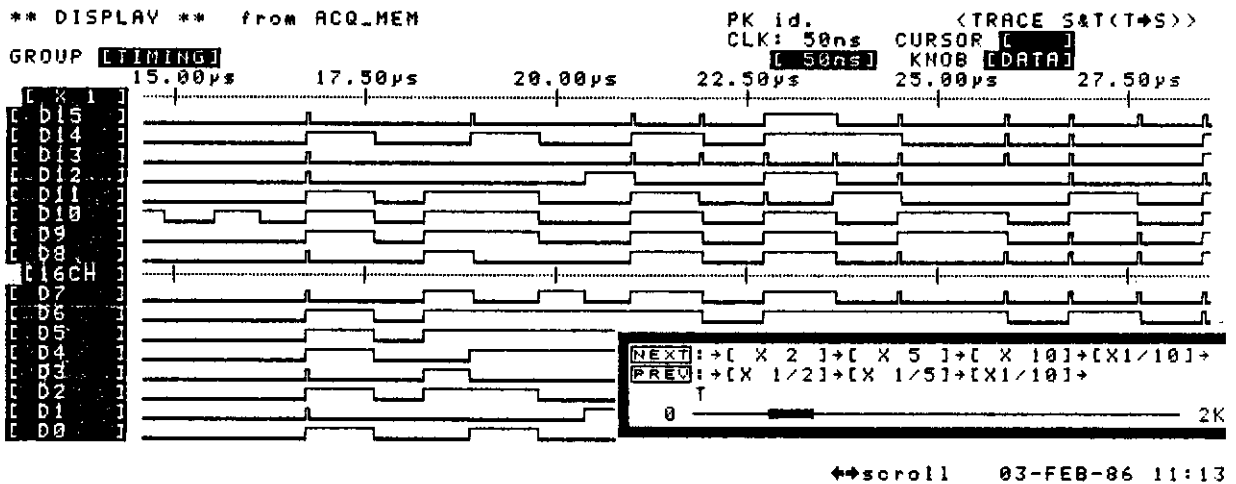 ** DISPLAY ** from ACQ_MEM PK id. <TRACE S&T(T→S)>
CLK: 50ns CURSOR [ ]
GROUP [TIMING] [ 50ns] KNOB [DATA]
15.00µs 17.50µs 20.00µs 22.50µs 25.00µs 27.50µs
[ X 1 ]
[ D15 ]
[ D14 ]
[ D13 ]
[ D12 ]
[ D11 ]
[ D10 ]
[ D9 ]
[ D8 ]
[16CH ]
[ D7 ]
[ D6 ]
[ D5 ]
[ D4 ]
[ D3 ]
[ D2 ]
[ D1 ]
[ D0 ]
NEXT:→[ X 2 ]→[ X 5 ]→[ X 10]→[X1/10]→
PREV:→[X 1/2]→[X 1/5]→[X1/10]→
T
0 2K
↔scroll 03-FEB-86 11:13